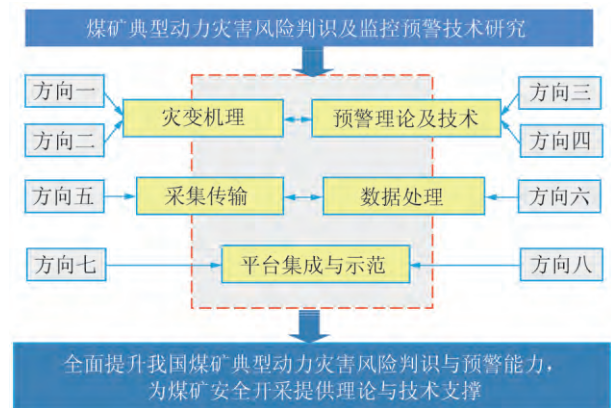 煤矿典型动力灾害风险判识及监控预警技术研究
方向一
方向二
灾变机理
预警理论及技术
方向三
方向四
方向五
采集传输
数据处理
方向六
方向七
平台集成与示范
方向八
全面提升我国煤矿典型动力灾害风险判识与预警能力，
为煤矿安全开采提供理论与技术支撑